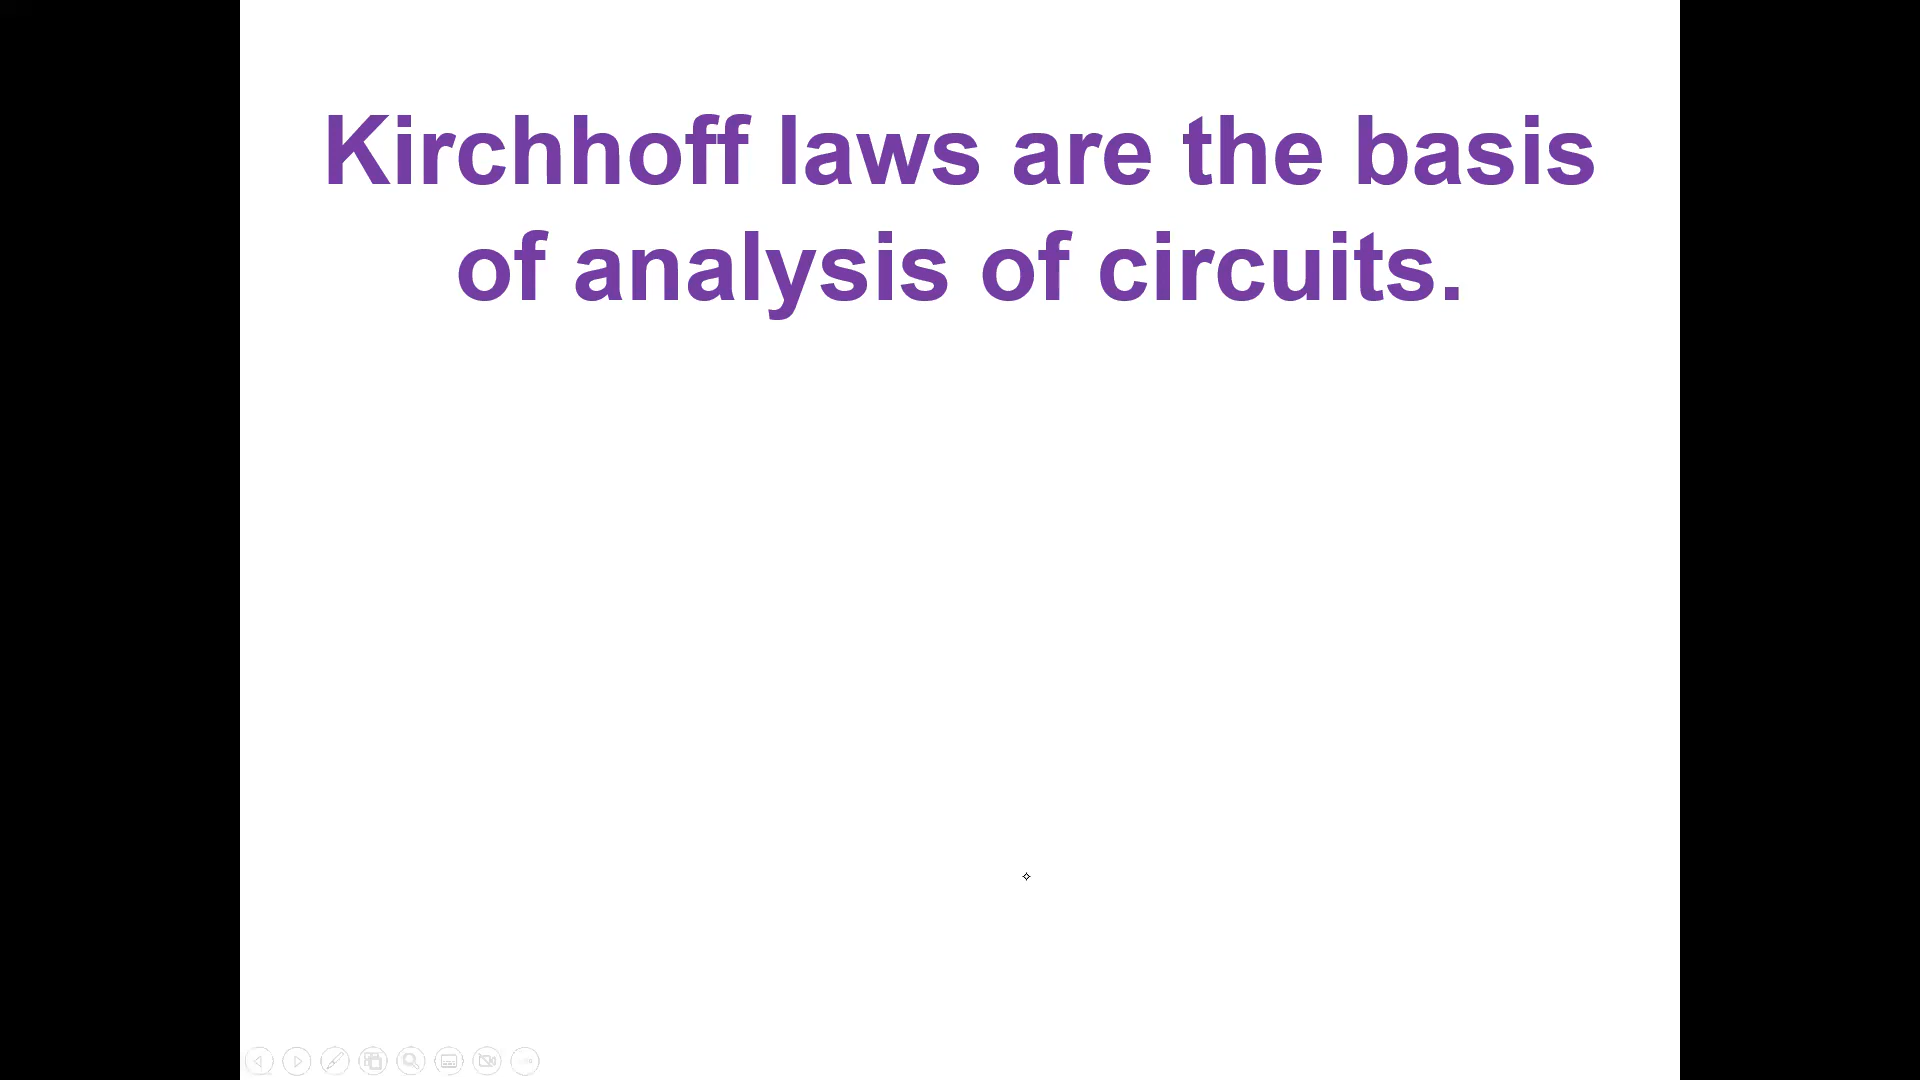 Kirchhoff laws are the basis
of analysis of circuits.